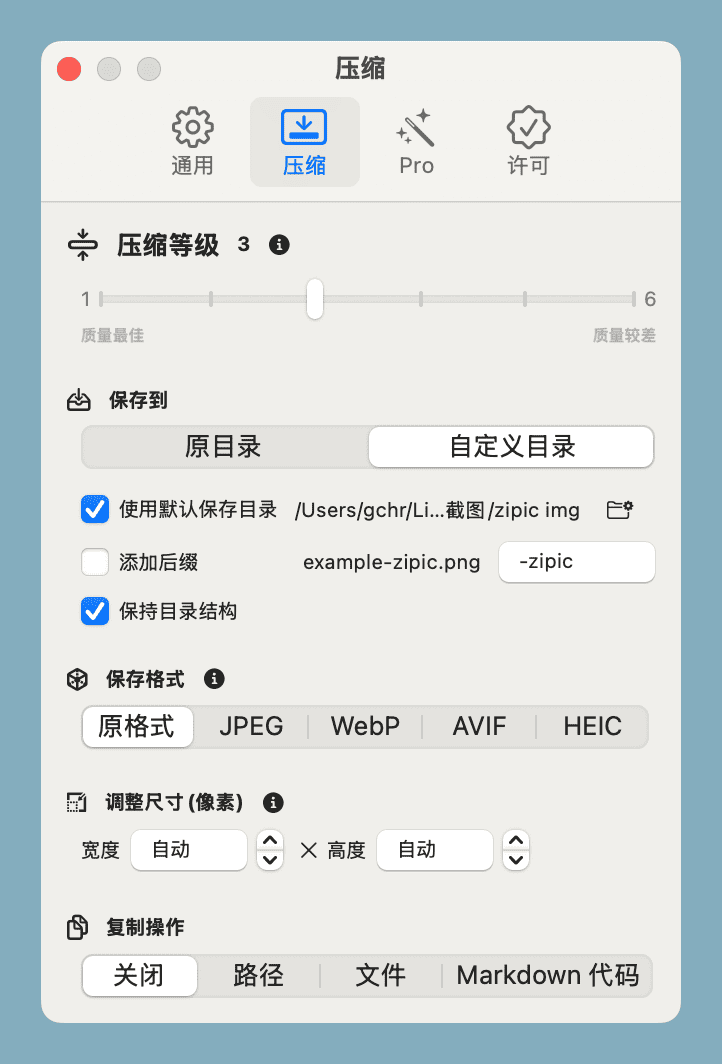 压缩
通用 压缩 Pro 许可
压缩等级 3
1 6
质量最佳 质量较差
保存到
原目录 自定义目录
使用默认保存目录 /Users/gchr/Li...截图/zipic img
添加后缀 example-zipic.png -zipic
保持目录结构
保存格式
原格式 JPEG WebP AVIF HEIC
调整尺寸(像素)
宽度 自动 × 高度 自动
复制操作
关闭 路径 文件 Markdown 代码